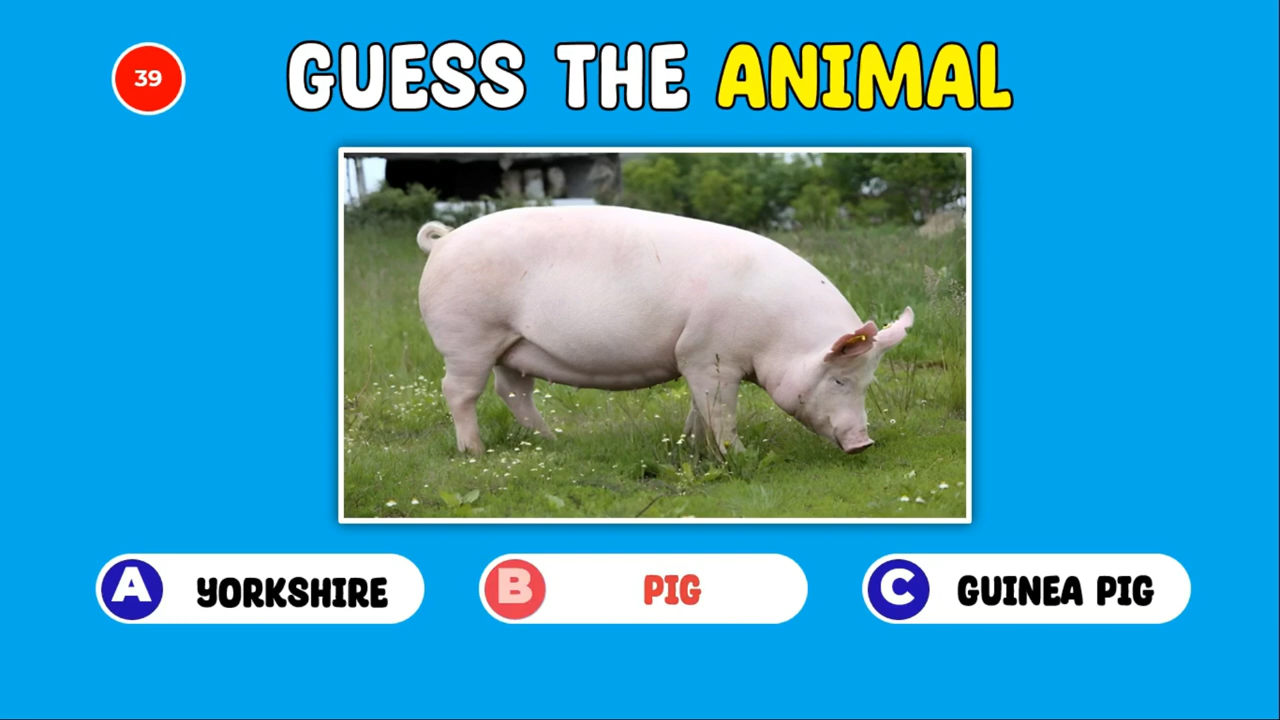 39
GUESS THE ANIMAL
A YORKSHIRE
B PIG
C GUINEA PIG